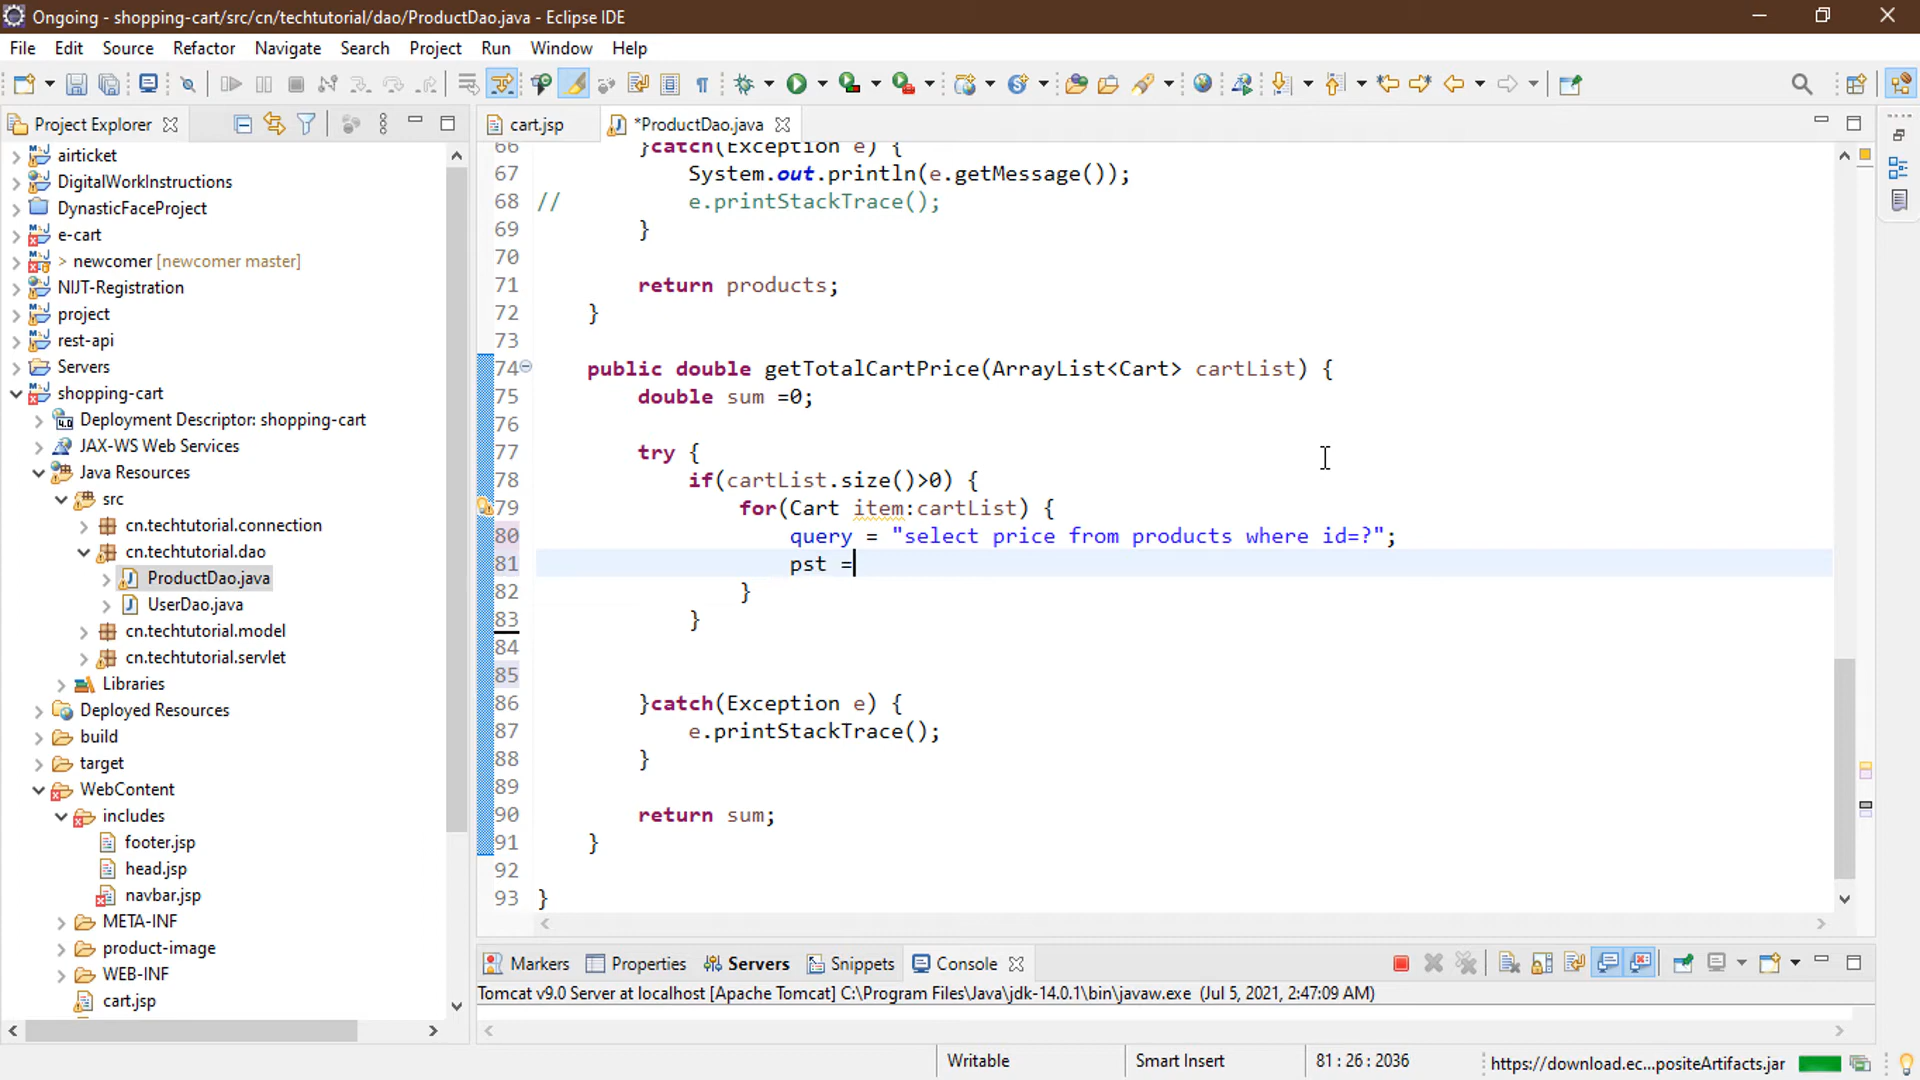 Ongoing - shopping-cart/src/cn/techtutorial/dao/ProductDao.java - Eclipse IDE
File Edit Source Refactor Navigate Search Project Run Window Help
Project Explorer
cart.jsp *ProductDao.java
airticket
DigitalWorkInstructions
DynasticFaceProject
e-cart
> newcomer [newcomer master]
NIJT-Registration
project
rest-api
Servers
shopping-cart
Deployment Descriptor: shopping-cart
JAX-WS Web Services
Java Resources
src
cn.techtutorial.connection
cn.techtutorial.dao
ProductDao.java
UserDao.java
cn.techtutorial.model
cn.techtutorial.servlet
Libraries
Deployed Resources
build
target
WebContent
includes
footer.jsp
head.jsp
navbar.jsp
META-INF
product-image
WEB-INF
cart.jsp
66 }catch(Exception e) {
67 System.out.println(e.getMessage());
68 // e.printStackTrace();
69 }
70
71 return products;
72 }
73
74 public double getTotalCartPrice(ArrayList<Cart> cartList) {
75 double sum =0;
76
77 try {
78 if(cartList.size()>0) {
79 for(Cart item:cartList) {
80 query = "select price from products where id=?";
81 pst =
82 }
83 }
84
85
86 }catch(Exception e) {
87 e.printStackTrace();
88 }
89
90 return sum;
91 }
92
93 }
Markers Properties Servers Snippets Console
Tomcat v9.0 Server at localhost [Apache Tomcat] C:\Program Files\Java\jdk-14.0.1\bin\javaw.exe (Jul 5, 2021, 2:47:09 AM)
Writable Smart Insert 81 : 26 : 2036 https://download.ec...positeArtifacts.jar